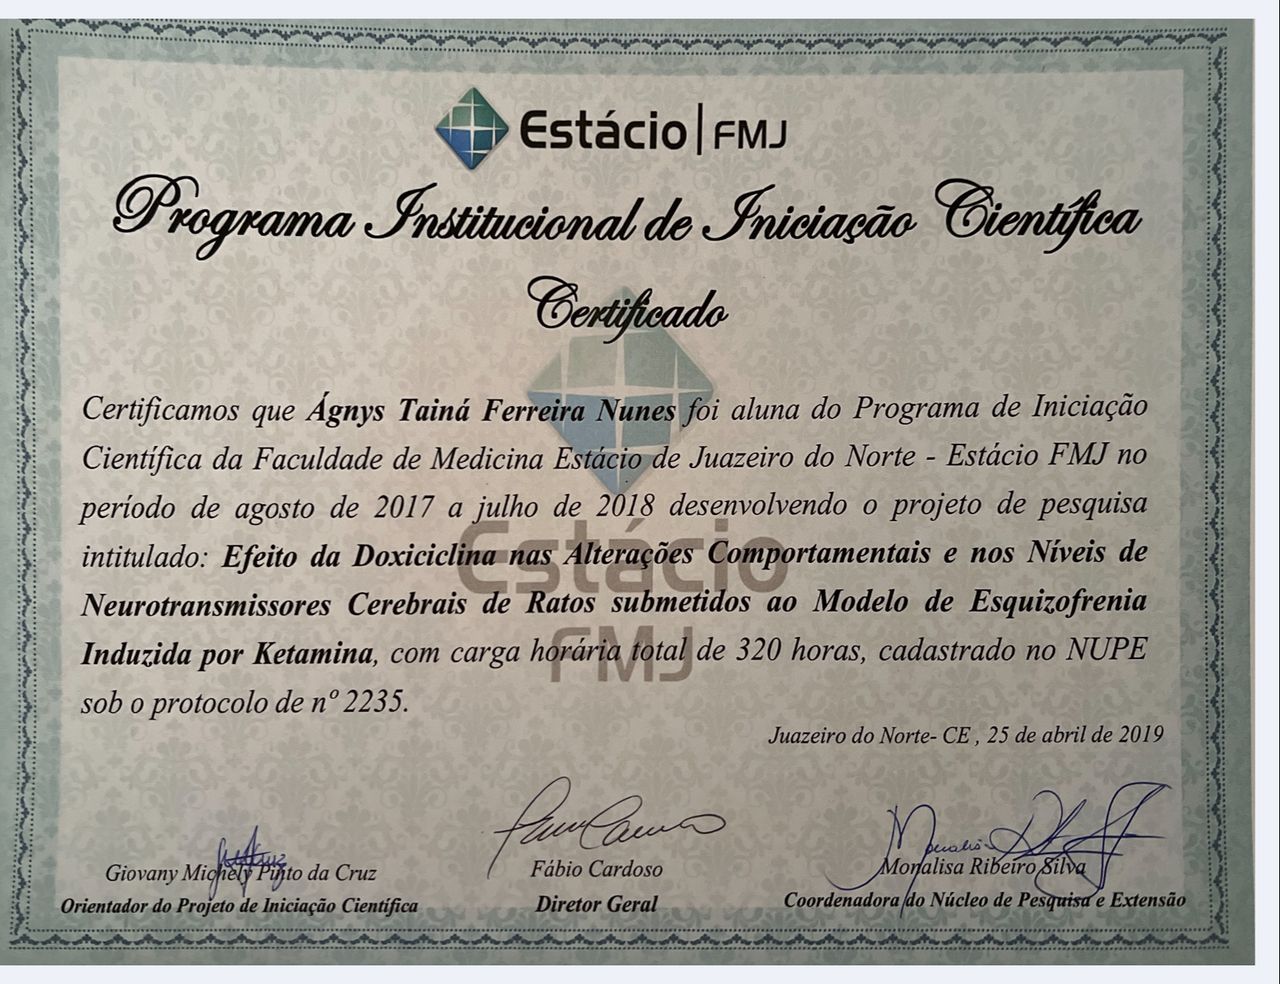 Estácio | FMJ
Programa Institucional de Iniciação Científica
Certificado
Certificamos que Ágnys Tainá Ferreira Nunes foi aluna do Programa de Iniciação
Científica da Faculdade de Medicina Estácio de Juazeiro do Norte - Estácio FMJ no
período de agosto de 2017 a julho de 2018 desenvolvendo o projeto de pesquisa
intitulado: Efeito da Doxiciclina nas Alterações Comportamentais e nos Níveis de
Neurotransmissores Cerebrais de Ratos submetidos ao Modelo de Esquizofrenia
Induzida por Ketamina, com carga horária total de 320 horas, cadastrado no NUPE
sob o protocolo de nº 2235.
Estácio
FMJ
Juazeiro do Norte- CE , 25 de abril de 2019
Giovany Michely Pinto da Cruz
Orientador do Projeto de Iniciação Científica
Fábio Cardoso
Diretor Geral
Monalisa Ribeiro Silva
Coordenadora do Núcleo de Pesquisa e Extensão